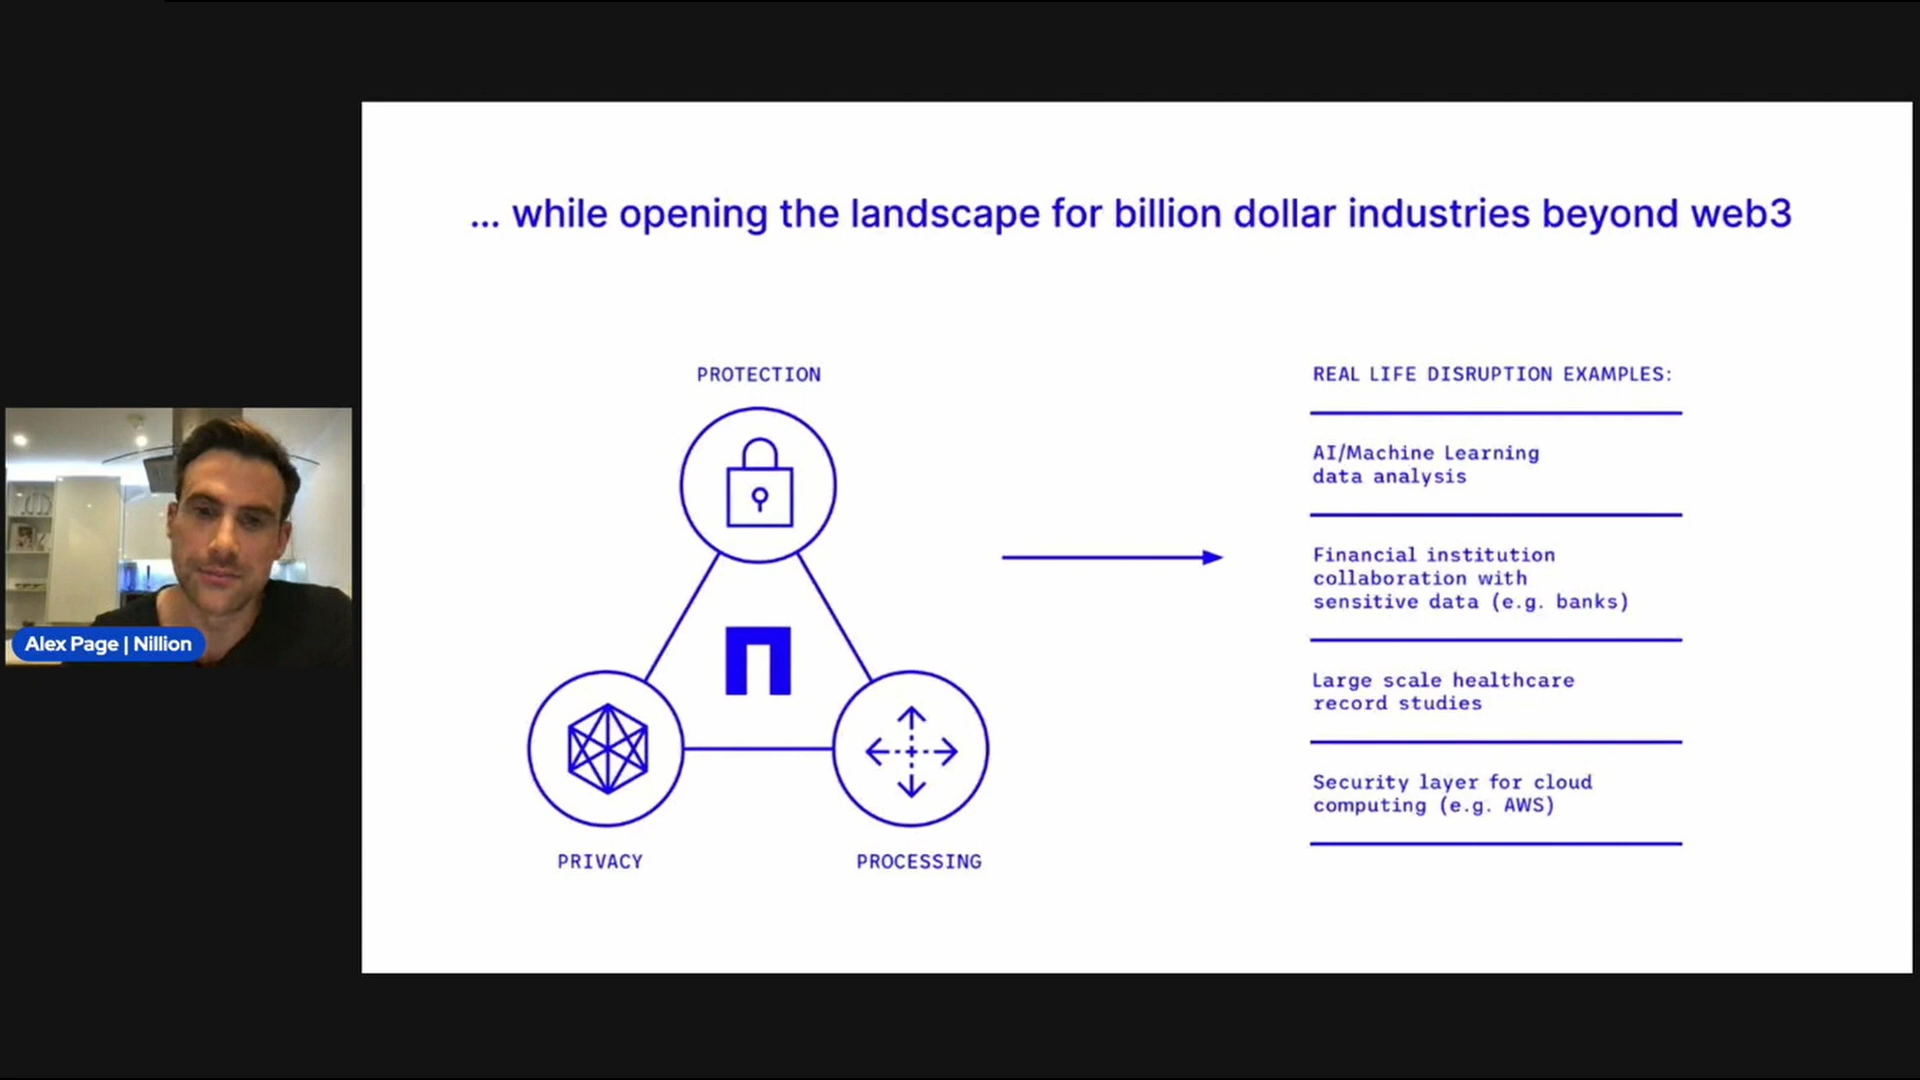 ... while opening the landscape for billion dollar industries beyond web3
PROTECTION
PRIVACY
PROCESSING
REAL LIFE DISRUPTION EXAMPLES:
AI/Machine Learning
data analysis
Financial institution
collaboration with
sensitive data (e.g. banks)
Large scale healthcare
record studies
Security layer for cloud
computing (e.g. AWS)
Alex Page | Nillion